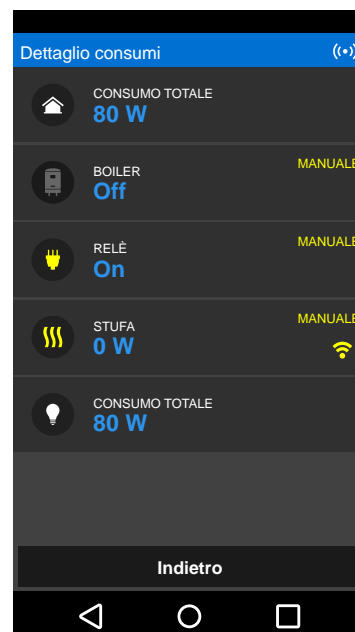 Dettaglio consumi
CONSUMO TOTALE
80 W
MANUALE
BOILER
Off
MANUALE
RELÈ
On
MANUALE
STUFA
0 W
CONSUMO TOTALE
80 W
Indietro